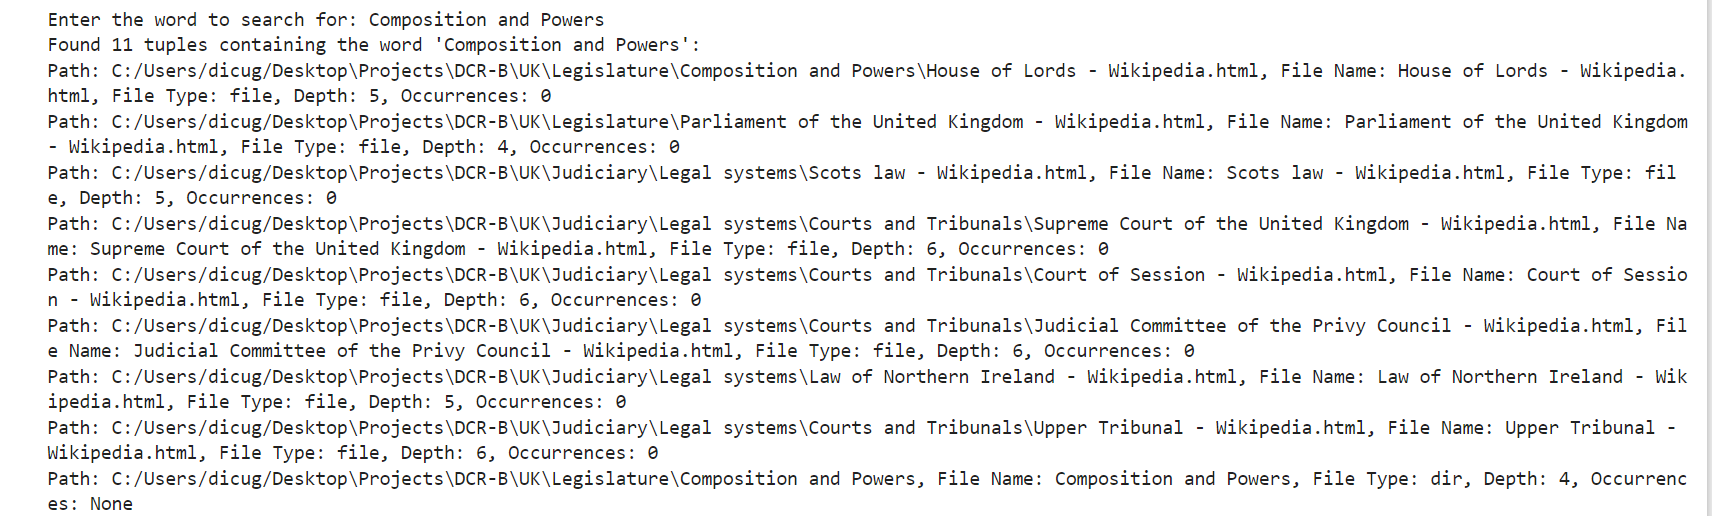 Enter the word to search for: Composition and Powers
Found 11 tuples containing the word 'Composition and Powers':
Path: C:/Users/dicug/Desktop\Projects\DCR-B\UK\Legislature\Composition and Powers\House of Lords - Wikipedia.html, File Name: House of Lords - Wikipedia.
html, File Type: file, Depth: 5, Occurrences: 0
Path: C:/Users/dicug/Desktop\Projects\DCR-B\UK\Legislature\Parliament of the United Kingdom - Wikipedia.html, File Name: Parliament of the United Kingdom
- Wikipedia.html, File Type: file, Depth: 4, Occurrences: 0
Path: C:/Users/dicug/Desktop\Projects\DCR-B\UK\Judiciary\Legal systems\Scots law - Wikipedia.html, File Name: Scots law - Wikipedia.html, File Type: fil
e, Depth: 5, Occurrences: 0
Path: C:/Users/dicug/Desktop\Projects\DCR-B\UK\Judiciary\Legal systems\Courts and Tribunals\Supreme Court of the United Kingdom - Wikipedia.html, File Na
me: Supreme Court of the United Kingdom - Wikipedia.html, File Type: file, Depth: 6, Occurrences: 0
Path: C:/Users/dicug/Desktop\Projects\DCR-B\UK\Judiciary\Legal systems\Courts and Tribunals\Court of Session - Wikipedia.html, File Name: Court of Sessio
n - Wikipedia.html, File Type: file, Depth: 6, Occurrences: 0
Path: C:/Users/dicug/Desktop\Projects\DCR-B\UK\Judiciary\Legal systems\Courts and Tribunals\Judicial Committee of the Privy Council - Wikipedia.html, Fil
e Name: Judicial Committee of the Privy Council - Wikipedia.html, File Type: file, Depth: 6, Occurrences: 0
Path: C:/Users/dicug/Desktop\Projects\DCR-B\UK\Judiciary\Legal systems\Law of Northern Ireland - Wikipedia.html, File Name: Law of Northern Ireland - Wik
ipedia.html, File Type: file, Depth: 5, Occurrences: 0
Path: C:/Users/dicug/Desktop\Projects\DCR-B\UK\Judiciary\Legal systems\Courts and Tribunals\Upper Tribunal - Wikipedia.html, File Name: Upper Tribunal -
Wikipedia.html, File Type: file, Depth: 6, Occurrences: 0
Path: C:/Users/dicug/Desktop\Projects\DCR-B\UK\Legislature\Composition and Powers, File Name: Composition and Powers, File Type: dir, Depth: 4, Occurrenc
es: None